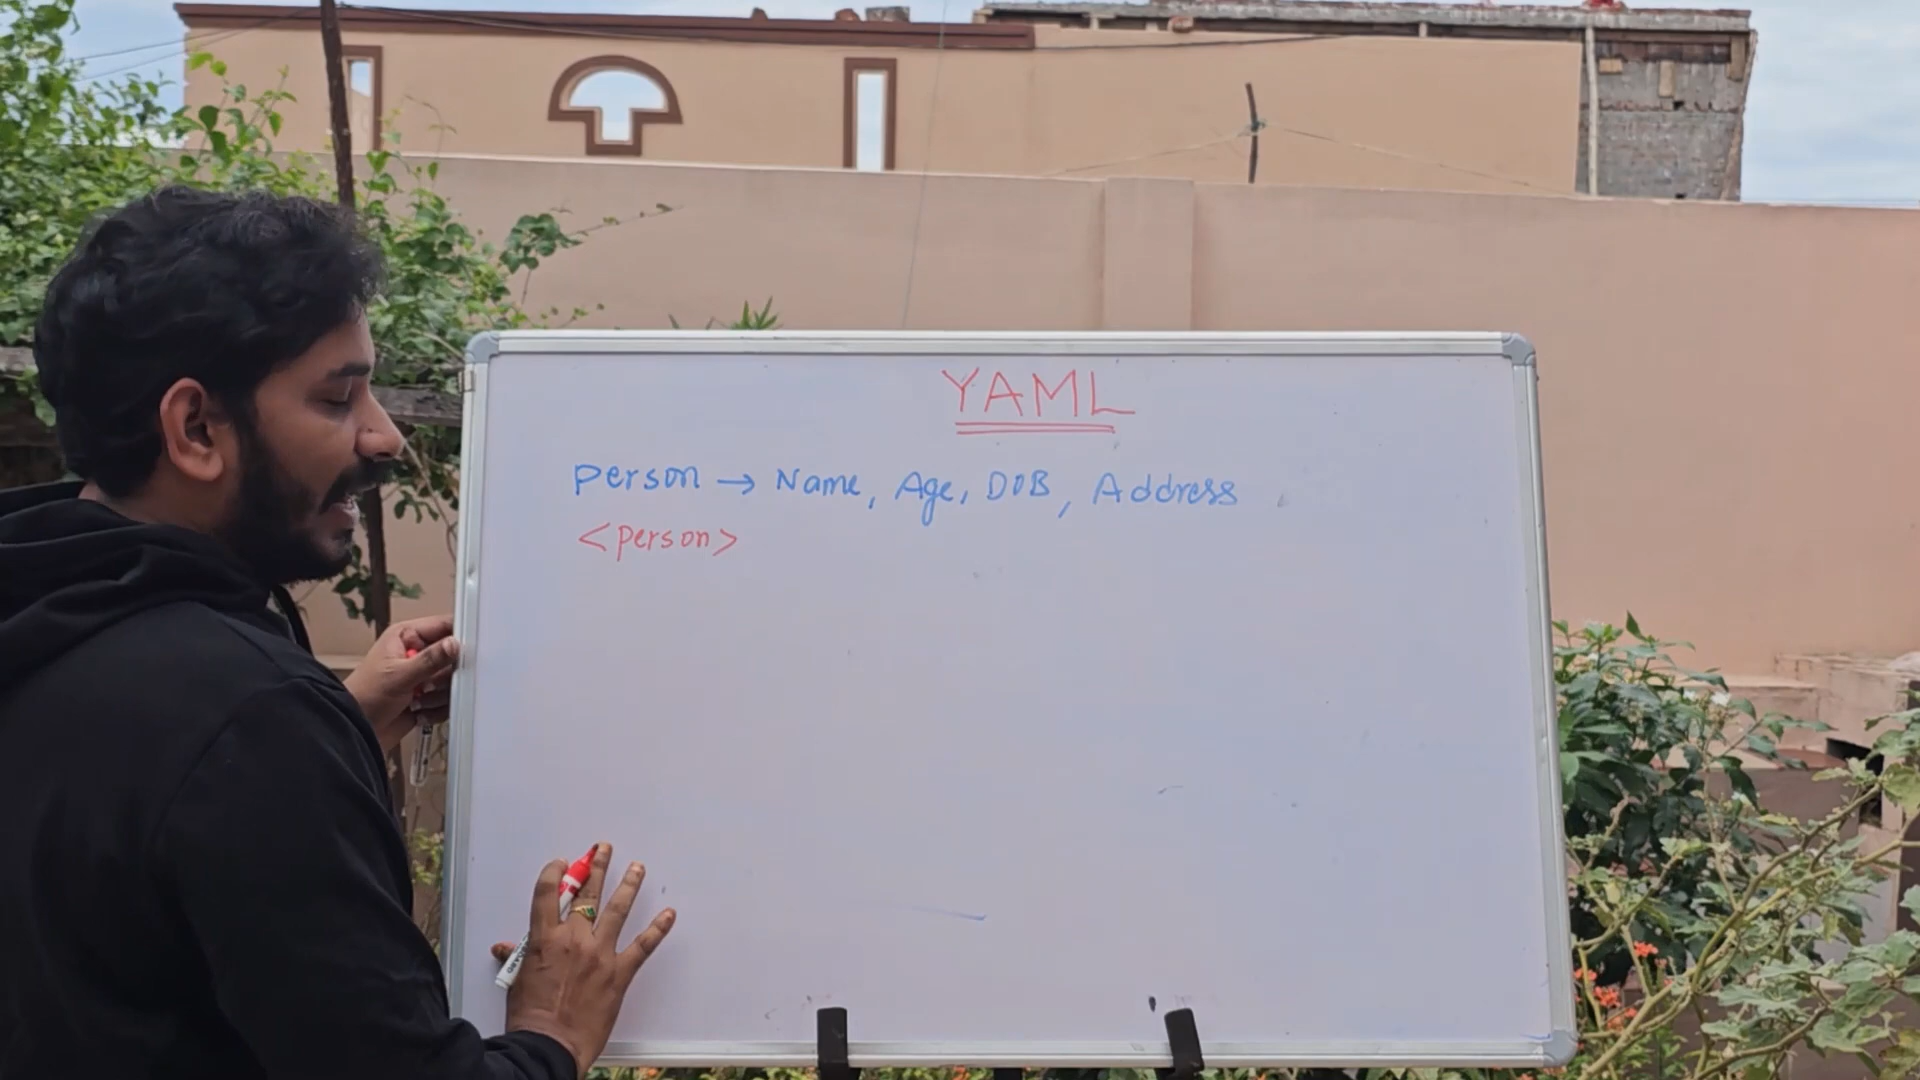 YAML
person → Name, Age, DOB, Address
<person>